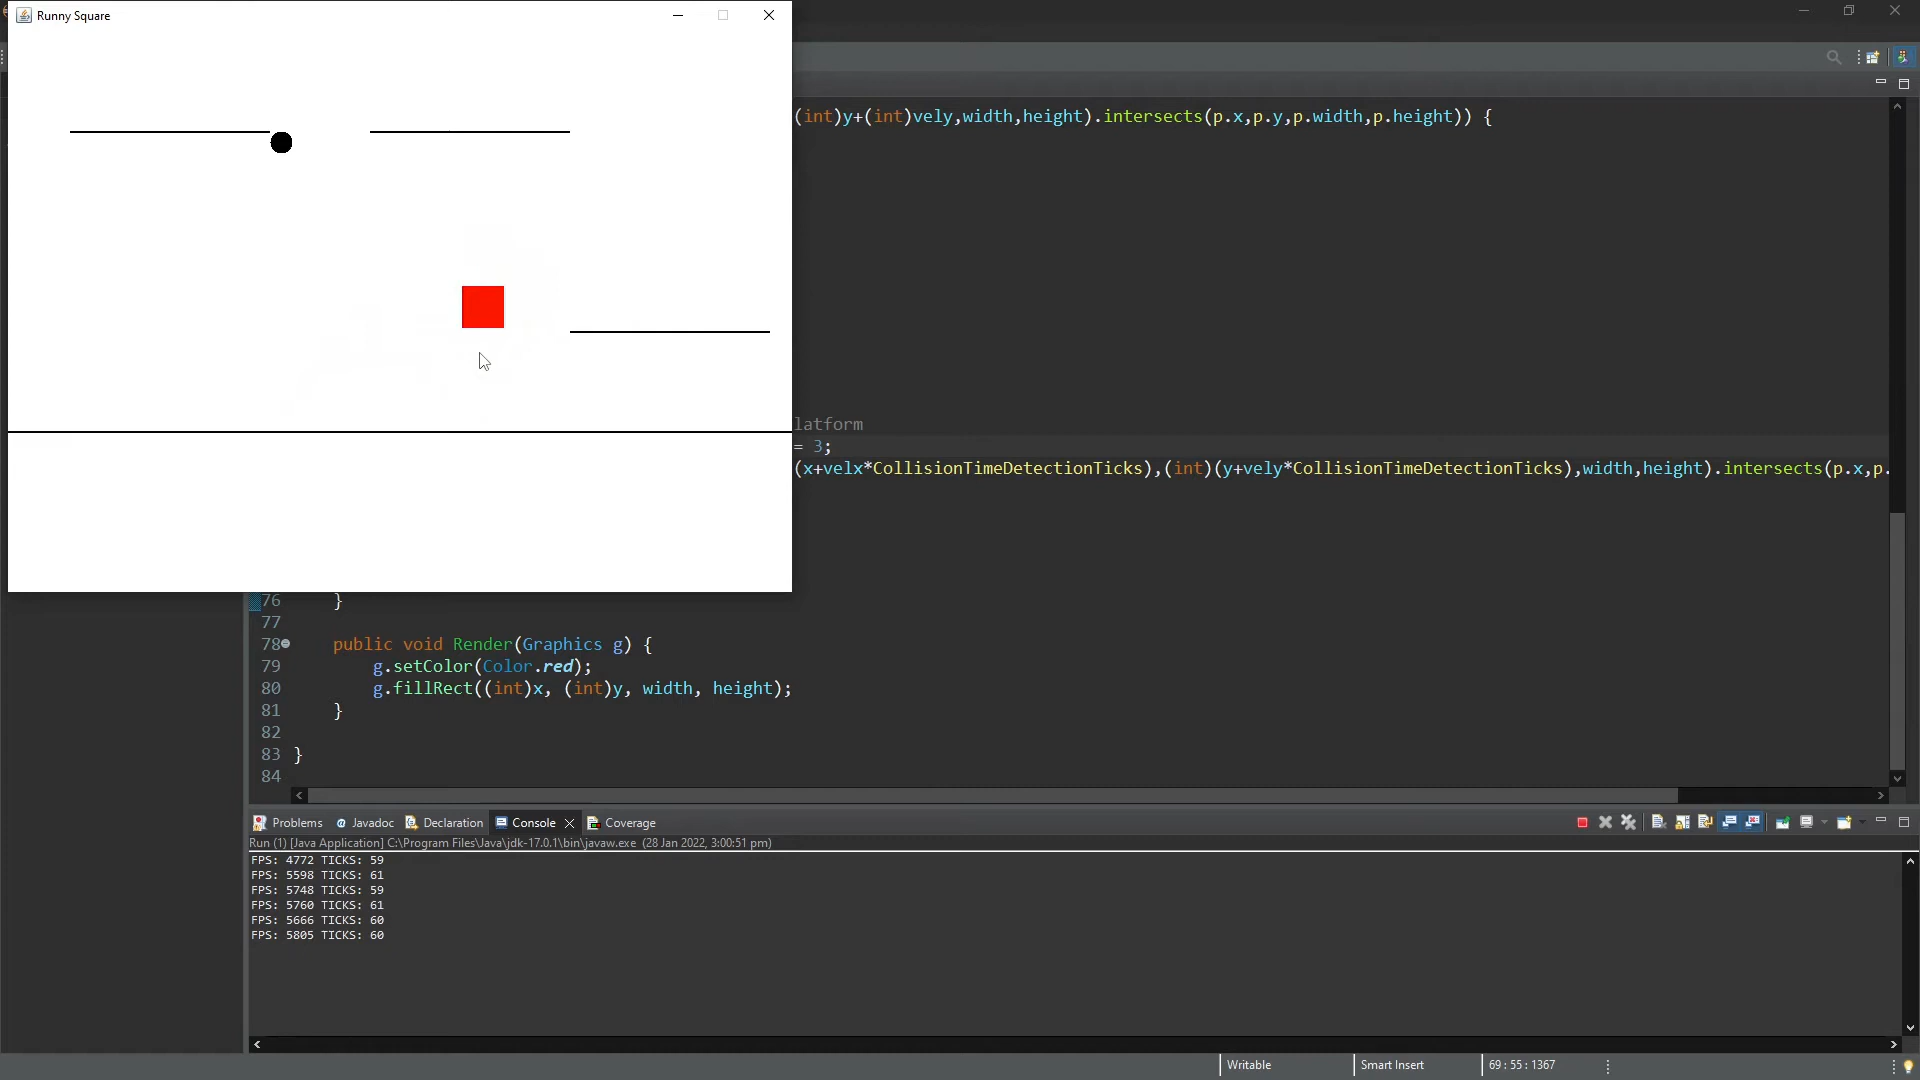 Runny Square
(int)y+(int)vely,width,height).intersects(p.x,p.y,p.width,p.height)) {
latform
= 3;
(x+velx*CollisionTimeDetectionTicks),(int)(y+vely*CollisionTimeDetectionTicks),width,height).intersects(p.x,p.
76 }
77
78 public void Render(Graphics g) {
79 g.setColor(Color.red);
80 g.fillRect((int)x, (int)y, width, height);
81 }
82
83 }
84
Problems @ Javadoc Declaration Console Coverage
Run (1) [Java Application] C:\Program Files\Java\jdk-17.0.1\bin\javaw.exe (28 Jan 2022, 3:00:51 pm)
FPS: 4772 TICKS: 59
FPS: 5598 TICKS: 61
FPS: 5748 TICKS: 59
FPS: 5760 TICKS: 61
FPS: 5666 TICKS: 60
FPS: 5805 TICKS: 60
Writable Smart Insert 69 : 55 : 1367